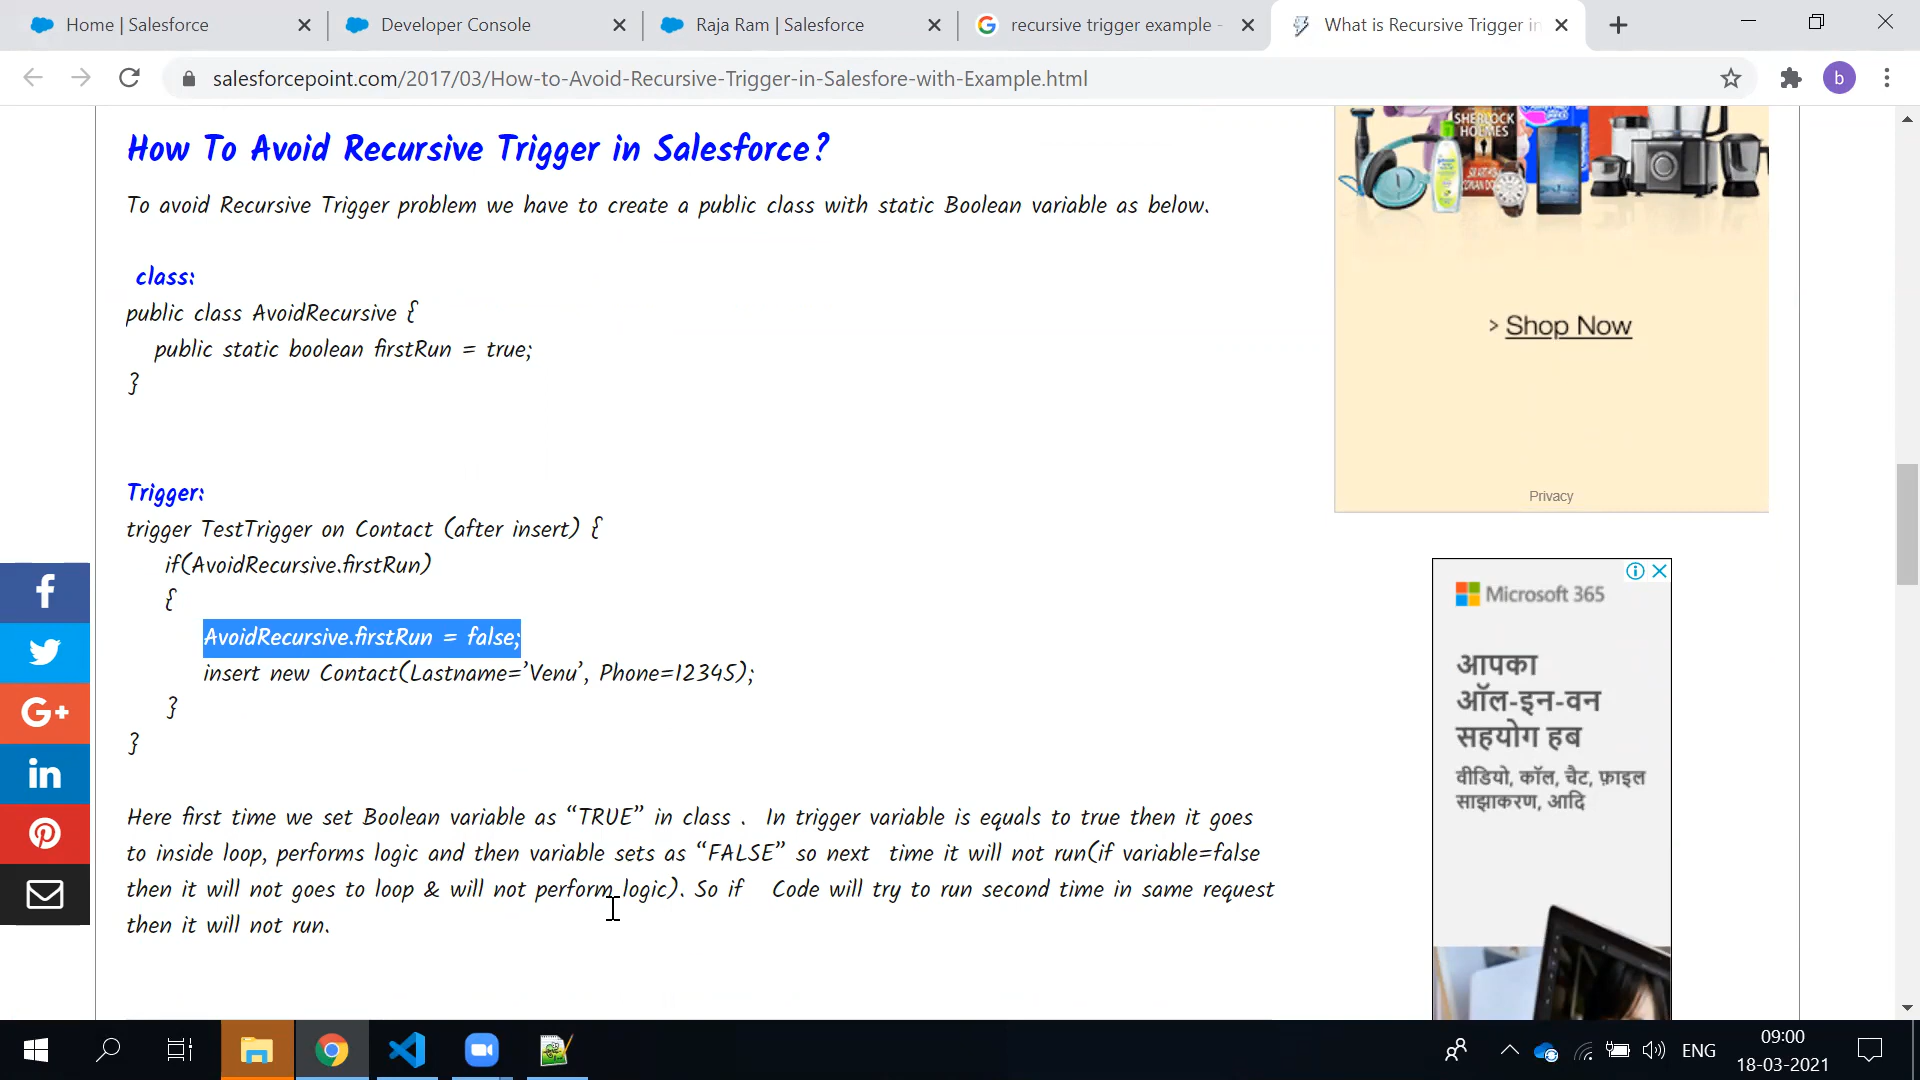 Home | Salesforce
Developer Console
Raja Ram | Salesforce
recursive trigger example -
What is Recursive Trigger in
salesforcepoint.com/2017/03/How-to-Avoid-Recursive-Trigger-in-Salesfore-with-Example.html
b
How To Avoid Recursive Trigger in Salesforce?
To avoid Recursive Trigger problem we have to create a public class with static Boolean variable as below.
class:
public class AvoidRecursive {
public static boolean firstRun = true;
}
Trigger:
trigger TestTrigger on Contact (after insert) {
if(AvoidRecursive.firstRun)
{
AvoidRecursive.firstRun = false;
insert new Contact(Lastname=’Venu’, Phone=12345);
}
}
Here first time we set Boolean variable as “TRUE” in class .  In trigger variable is equals to true then it goes
to inside loop, performs logic and then variable sets as “FALSE” so next  time it will not run(if variable=false
then it will not goes to loop & will not perform logic). So if   Code will try to run second time in same request
then it will not run.
SHERLOCK
HOLMES
> Shop Now
Privacy
Microsoft 365
आपका
ऑल-इन-वन
सहयोग हब
वीडियो, कॉल, चैट, फ़ाइल
साझाकरण, आदि
f
G+
in
ENG
09:00
18-03-2021